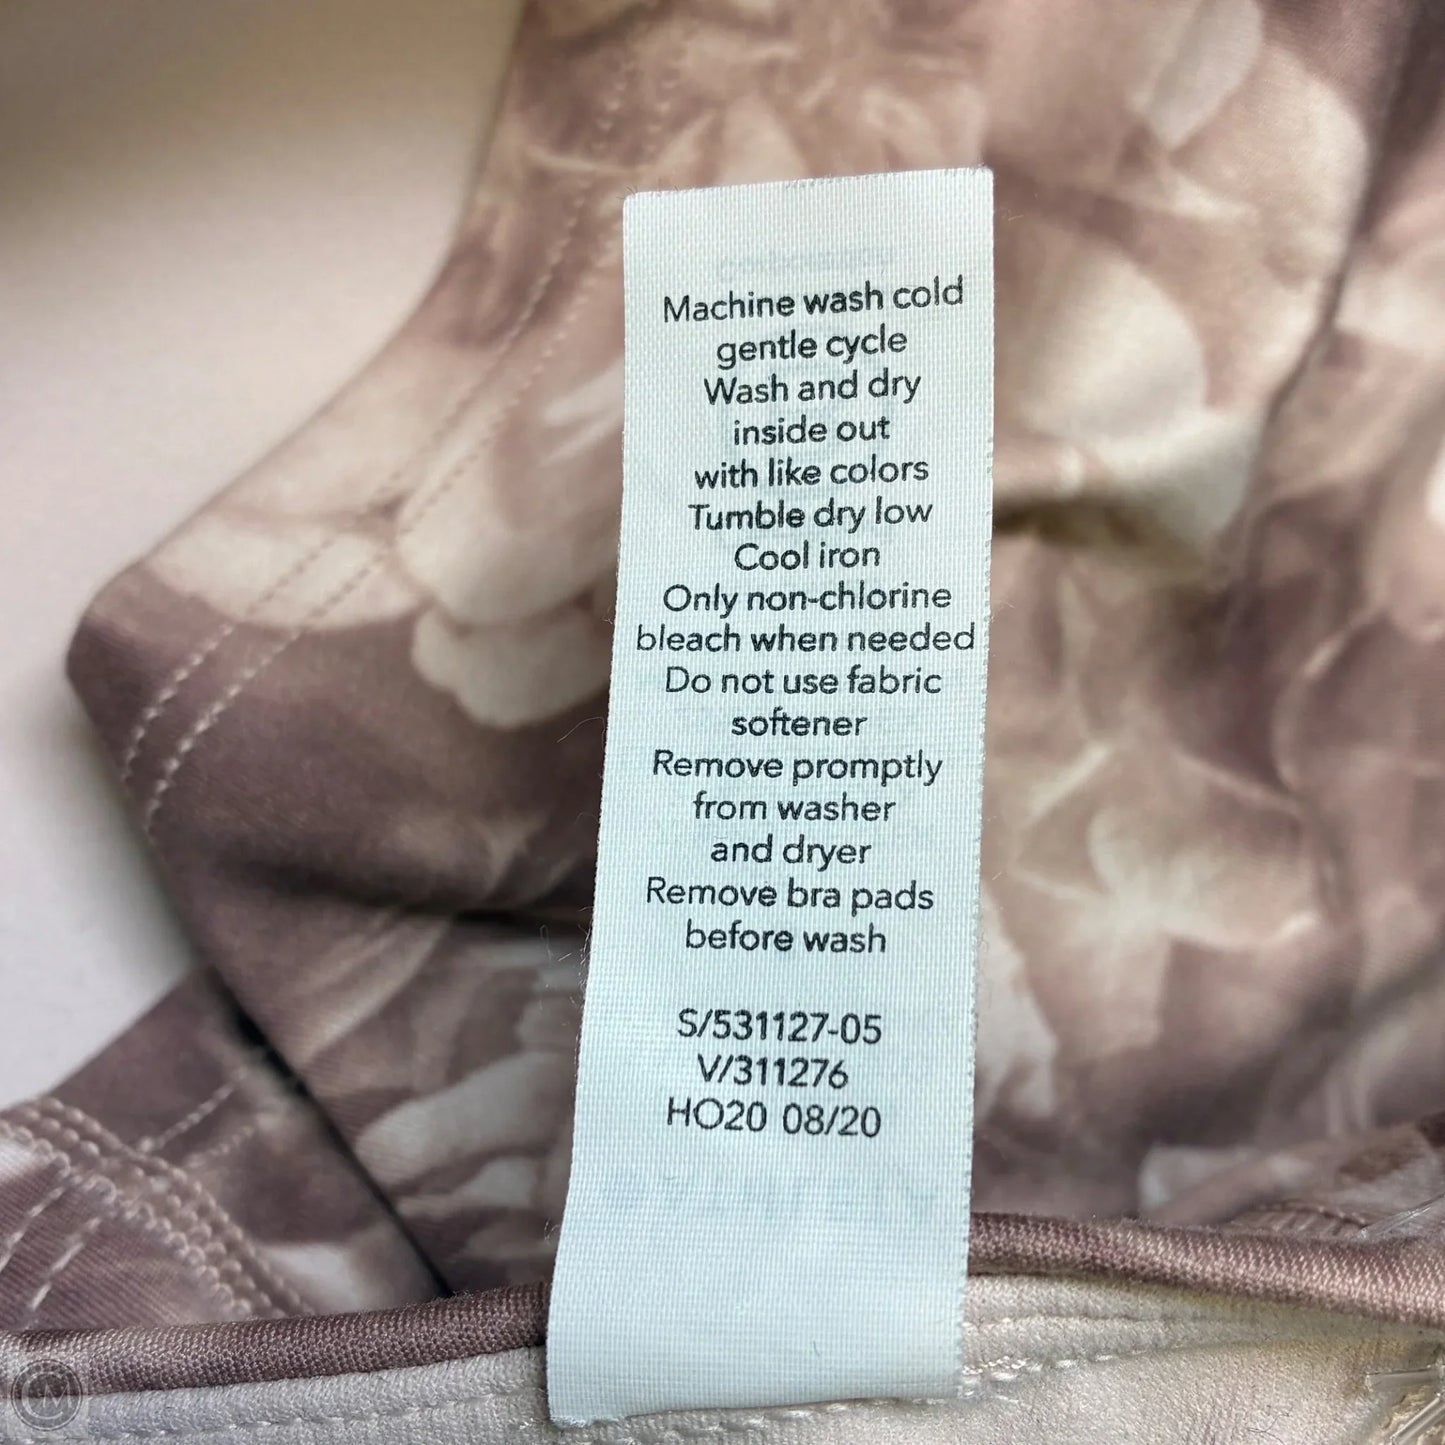 Machine wash cold
gentle cycle
Wash and dry
inside out
with like colors
Tumble dry low
Cool iron
Only non-chlorine
bleach when needed
Do not use fabric
softener
Remove promptly
from washer
and dryer
Remove bra pads
before wash
S/531127-05
V/311276
HO20 08/20